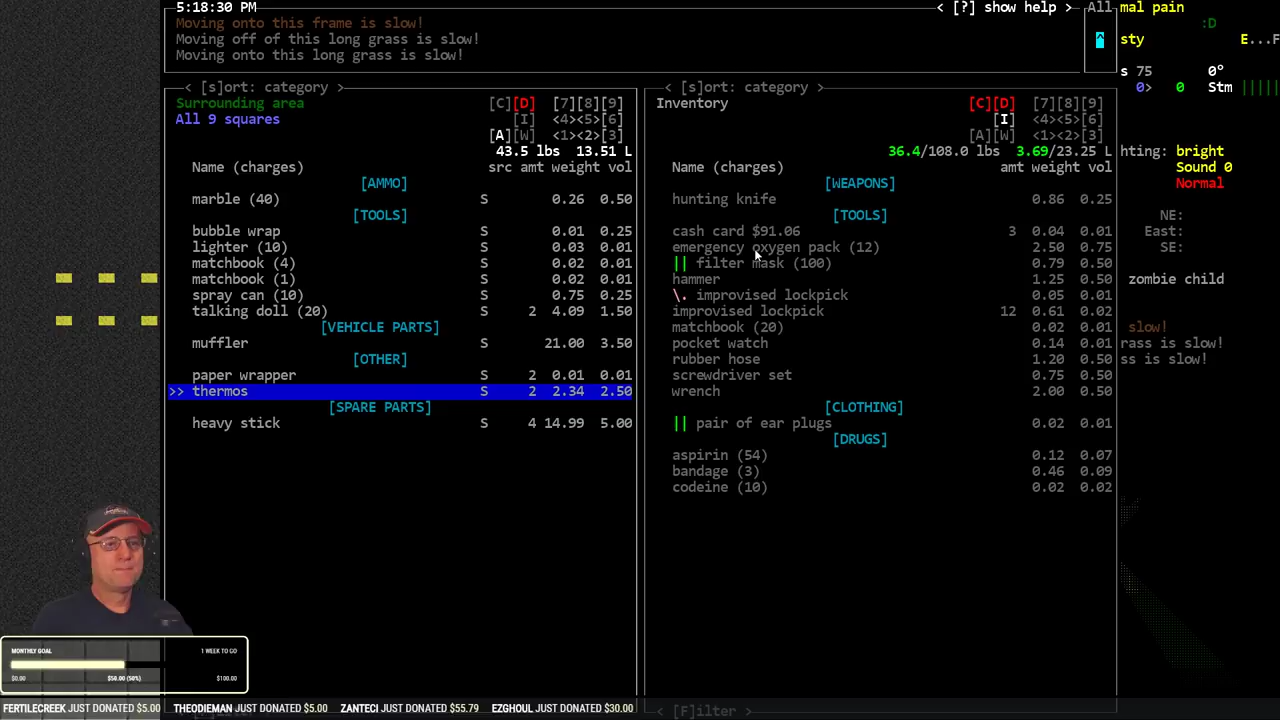 5:18:30 PM
< [?] show help >
All
mal pain
Moving onto this frame is slow!
:D
Moving off of this long grass is slow!
^
sty
E...F
Moving onto this long grass is slow!
s 75
0°
0>
0
Stm
|||||
< [s]ort: category >
< [s]ort: category >
Surrounding area
[C][D]
[7][8][9]
Inventory
[C][D]
[7][8][9]
All 9 squares
[I]
<4><5>[6]
[I]
<4><5>[6]
[A][W]
<1><2>[3]
[A][W]
<1><2>[3]
43.5 lbs 13.51 L
36.4/108.0 lbs 3.69/23.25 L
hting: bright
Name (charges)
src amt weight vol
Name (charges)
amt weight vol
Sound 0
[AMMO]
[WEAPONS]
Normal
marble (40) S 0.26 0.50
hunting knife 0.86 0.25
[TOOLS]
[TOOLS]
NE:
bubble wrap S 0.01 0.25
cash card $91.06 3 0.04 0.01
East:
lighter (10) S 0.03 0.01
emergency oxygen pack (12) 2.50 0.75
SE:
matchbook (4) S 0.02 0.01
|| filter mask (100) 0.79 0.50
matchbook (1) S 0.02 0.01
hammer 1.25 0.50
zombie child
spray can (10) S 0.75 0.25
\. improvised lockpick 0.05 0.01
talking doll (20) S 2 4.09 1.50
improvised lockpick 12 0.61 0.02
[VEHICLE PARTS]
matchbook (20) 0.02 0.01
slow!
muffler S 21.00 3.50
pocket watch 0.14 0.01
rass is slow!
[OTHER]
rubber hose 1.20 0.50
ss is slow!
paper wrapper S 2 0.01 0.01
screwdriver set 0.75 0.50
>> thermos S 2 2.34 2.50
wrench 2.00 0.50
[SPARE PARTS]
[CLOTHING]
heavy stick S 4 14.99 5.00
|| pair of ear plugs 0.02 0.01
[DRUGS]
aspirin (54) 0.12 0.07
bandage (3) 0.46 0.09
codeine (10) 0.02 0.02
MONTHLY GOAL
1 WEEK TO GO
$0.00
$50.00 (50%)
$100.00
FERTILECREEK JUST DONATED $5.00 THEODIEMAN JUST DONATED $5.00 ZANTECI JUST DONATED $55.79 EZGHOUL JUST DONATED $30.00
< [F]ilter >